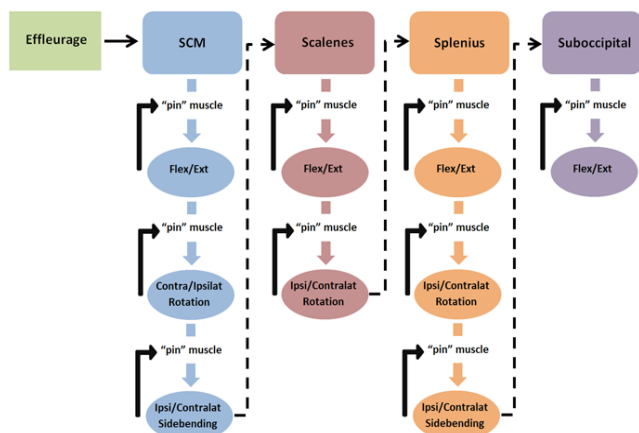 Effleurage
SCM
Scalenes
Splenius
Suboccipital
"pin" muscle
"pin" muscle
"pin" muscle
"pin" muscle
Flex/Ext
Flex/Ext
Flex/Ext
Flex/Ext
"pin" muscle
"pin" muscle
"pin" muscle
Contra/Ipsilat
Rotation
Ipsi/Contralat
Rotation
Ipsi/Contralat
Rotation
"pin" muscle
"pin" muscle
Ipsi/Contralat
Sidebending
Ipsi/Contralat
Sidebending